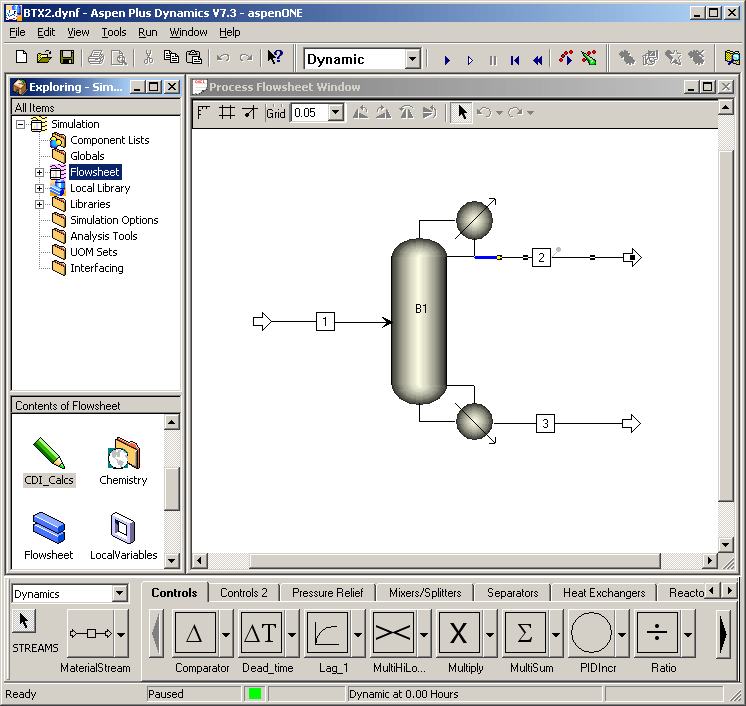 BTX2.dynf - Aspen Plus Dynamics V7.3 - aspenONE
File Edit View Tools Run Window Help
Dynamic
Exploring - Sim...
Process Flowsheet Window
All Items
Grid 0.05
Simulation
Component Lists
Globals
Flowsheet
Local Library
Libraries
Simulation Options
Analysis Tools
UOM Sets
Interfacing
2
B1
1
3
Contents of Flowsheet
CDI_Calcs Chemistry
Flowsheet LocalVariables
Dynamics
Controls Controls 2 Pressure Relief Mixers/Splitters Separators Heat Exchangers Reacto
STREAMS
Δ ΔT X Σ ÷
MaterialStream Comparator Dead_time Lag_1 MultiHiLo... Multiply MultiSum PIDIncr Ratio
Ready Paused Dynamic at 0.00 Hours